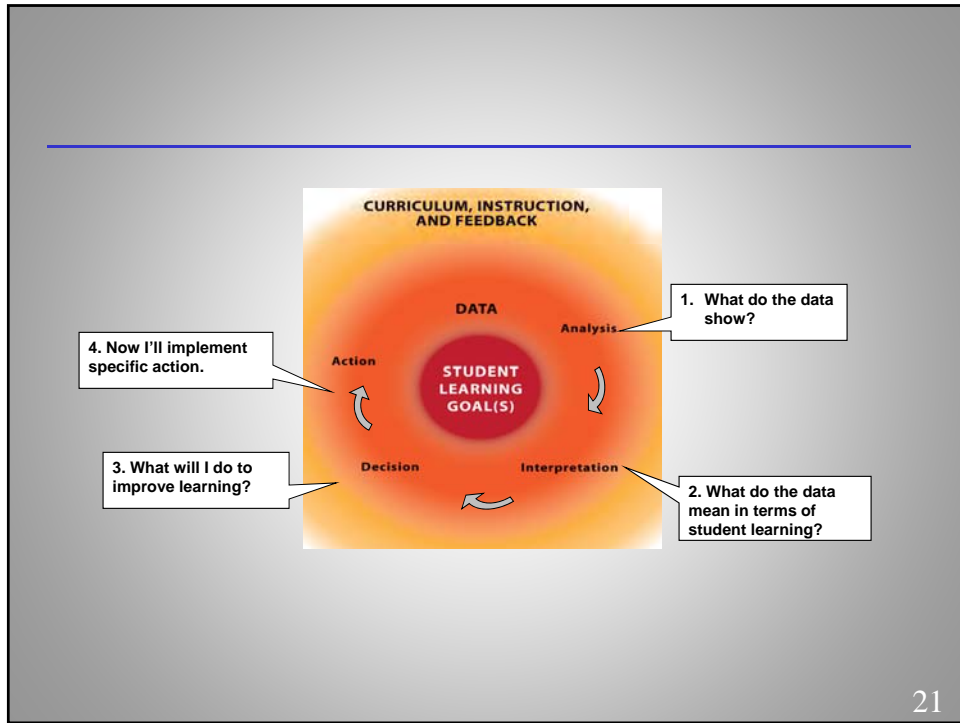 CURRICULUM, INSTRUCTION,
AND FEEDBACK
DATA
Analysis
1. What do the data
show?
Action
4. Now I'll implement
specific action.
STUDENT
LEARNING
GOAL(S)
Decision
Interpretation
3. What will I do to
improve learning?
2. What do the data
mean in terms of
student learning?
21